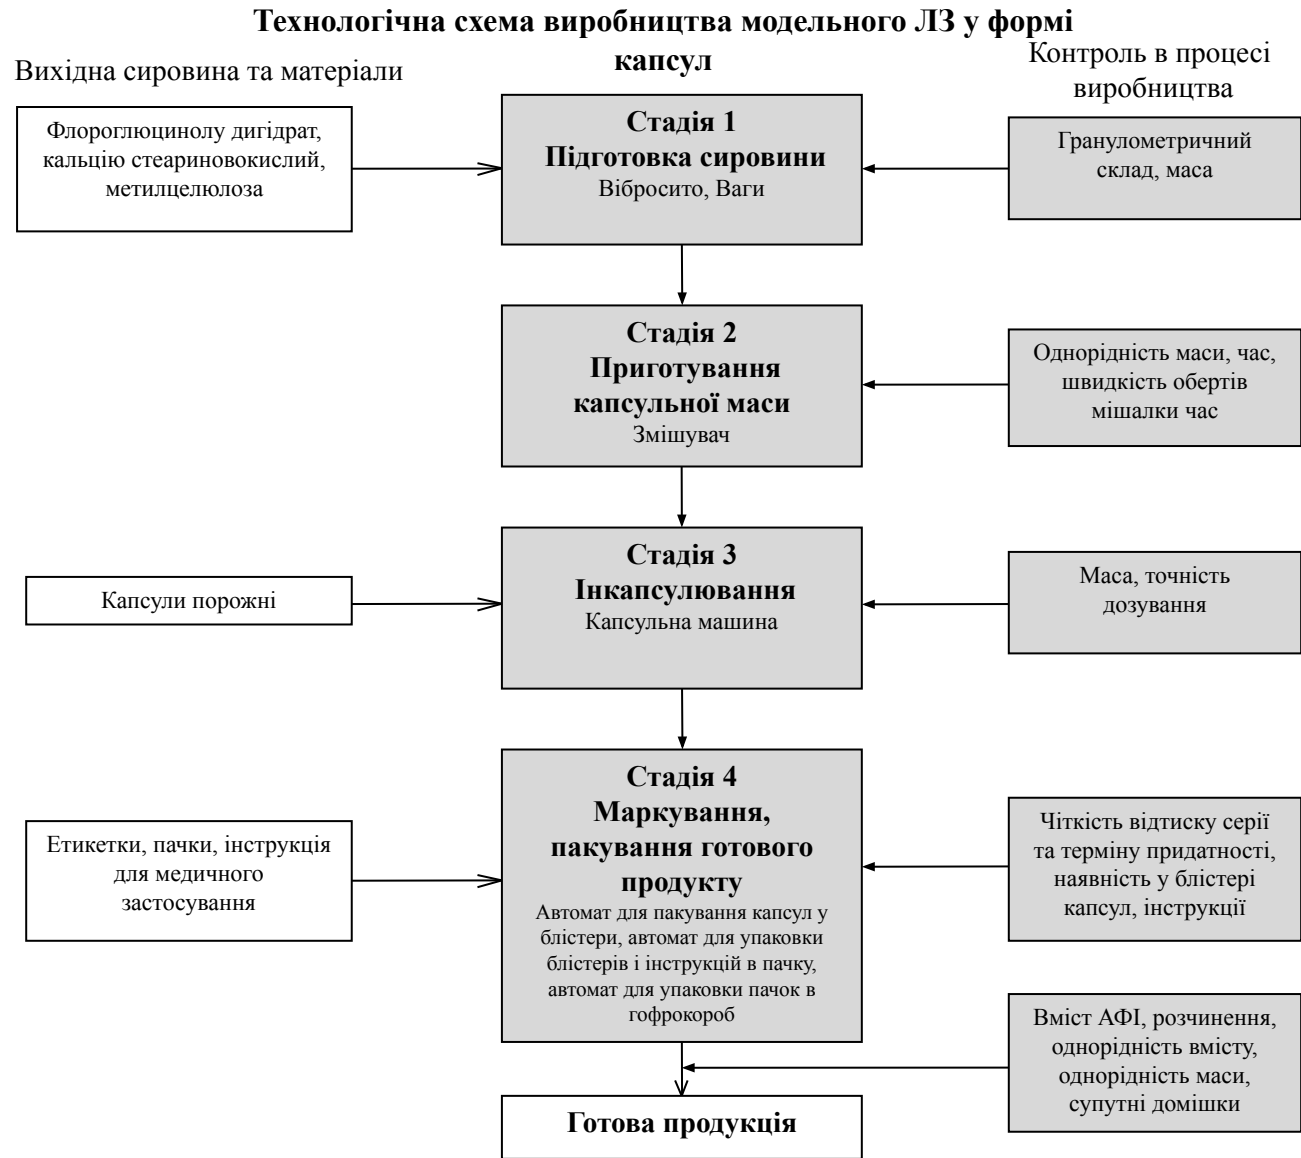 Технологічна схема виробництва модельного ЛЗ у формі
капсул
Вихідна сировина та матеріали
Контроль в процесі
виробництва
Флороглюцинолу дигідрат,
кальцію стеариновокислий,
метилцелюлоза
Стадія 1
Підготовка сировини
Вібросито, Ваги
Гранулометричний
склад, маса
Стадія 2
Приготування
капсульної маси
Змішувач
Однорідність маси, час,
швидкість обертів
мішалки час
Капсули порожні
Стадія 3
Інкапсулювання
Капсульна машина
Маса, точність
дозування
Етикетки, пачки, інструкція
для медичного
застосування
Стадія 4
Маркування,
пакування готового
продукту
Автомат для пакування капсул у
блістери, автомат для упаковки
блістерів і інструкцій в пачку,
автомат для упаковки пачок в
гофрокороб
Чіткість відтиску серії
та терміну придатності,
наявність у блістері
капсул, інструкції
Вміст АФІ, розчинення,
однорідність вмісту,
однорідність маси,
супутні домішки
Готова продукція